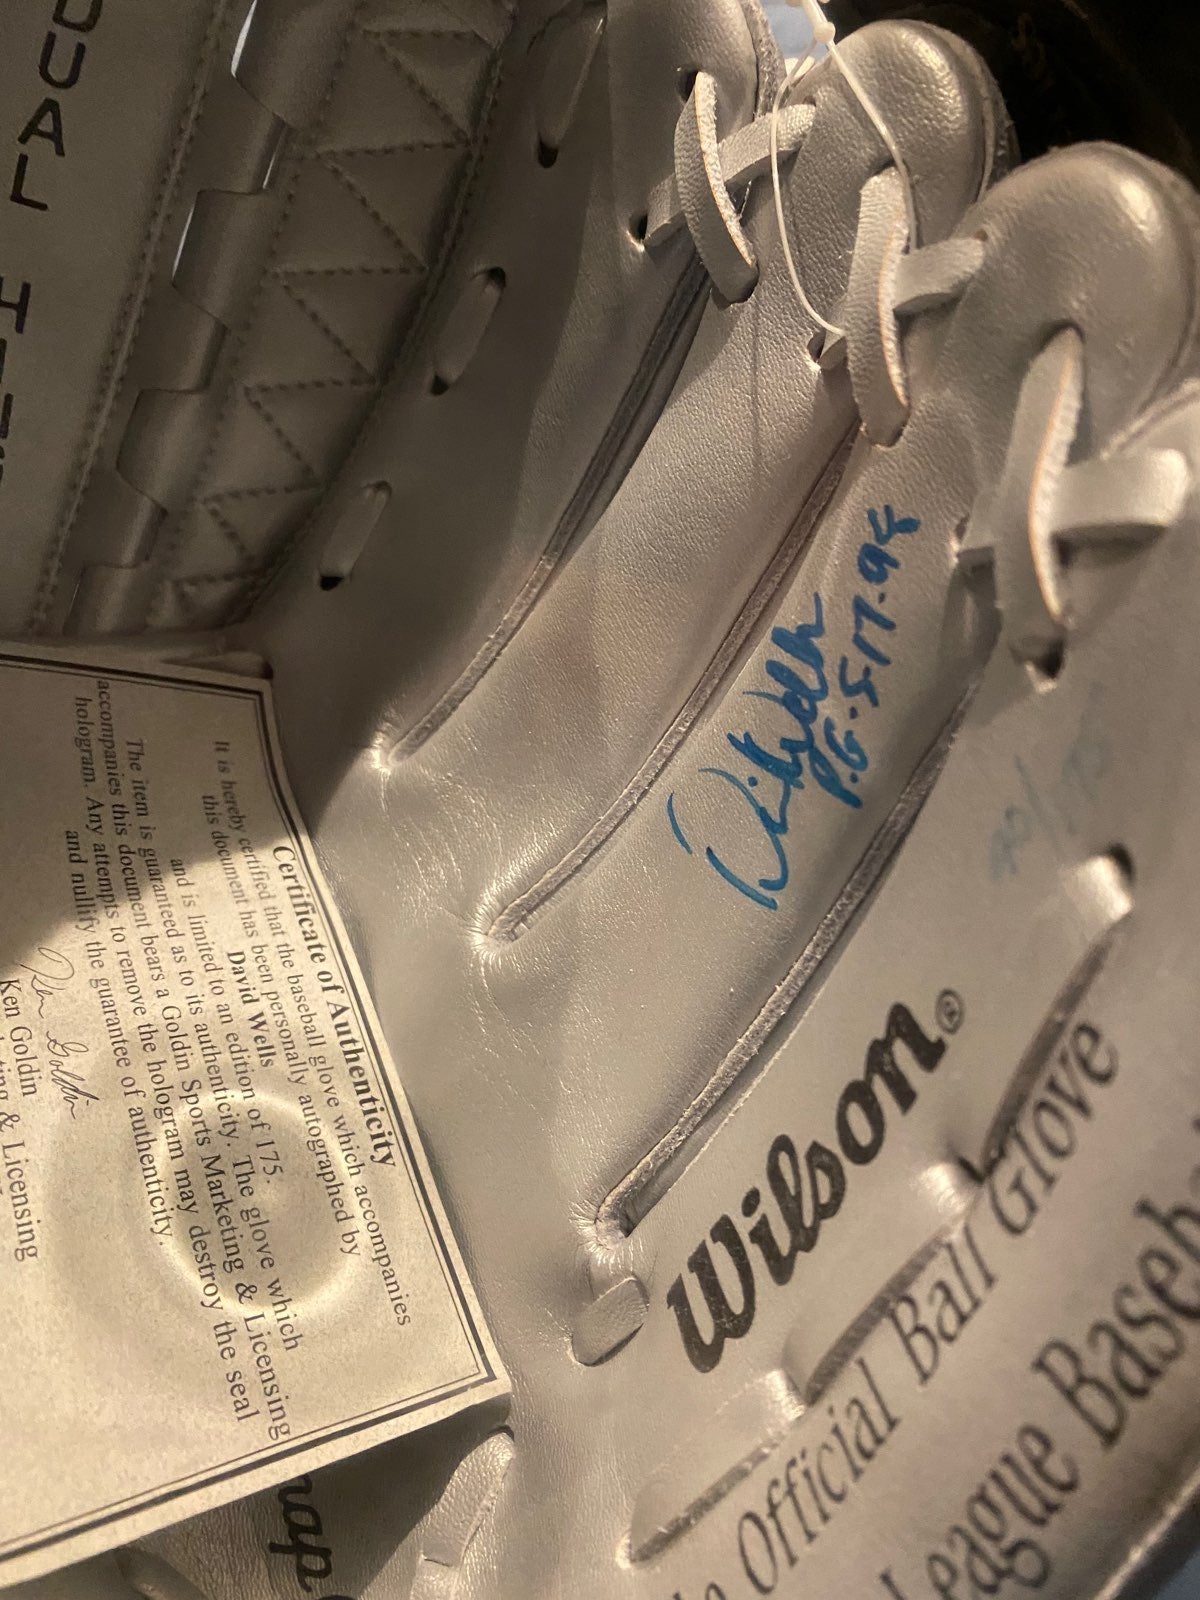 DUAL H
Certificate of Authenticity
It is hereby certified that the baseball glove which accompanies
this document has been personally autographed by
David Wells
and is limited to an edition of 175.
The item is guaranteed as to its authenticity. The glove which
accompanies this document bears a Goldin Sports Marketing & Licensing
hologram. Any attempts to remove the hologram may destroy the seal
and nullify the guarantee of authenticity.
Ken Goldin
Ken Goldin
& Licensing
David Wells
P.G. 5.17.98
Wilson®
Official Ball Glove
League Baseb